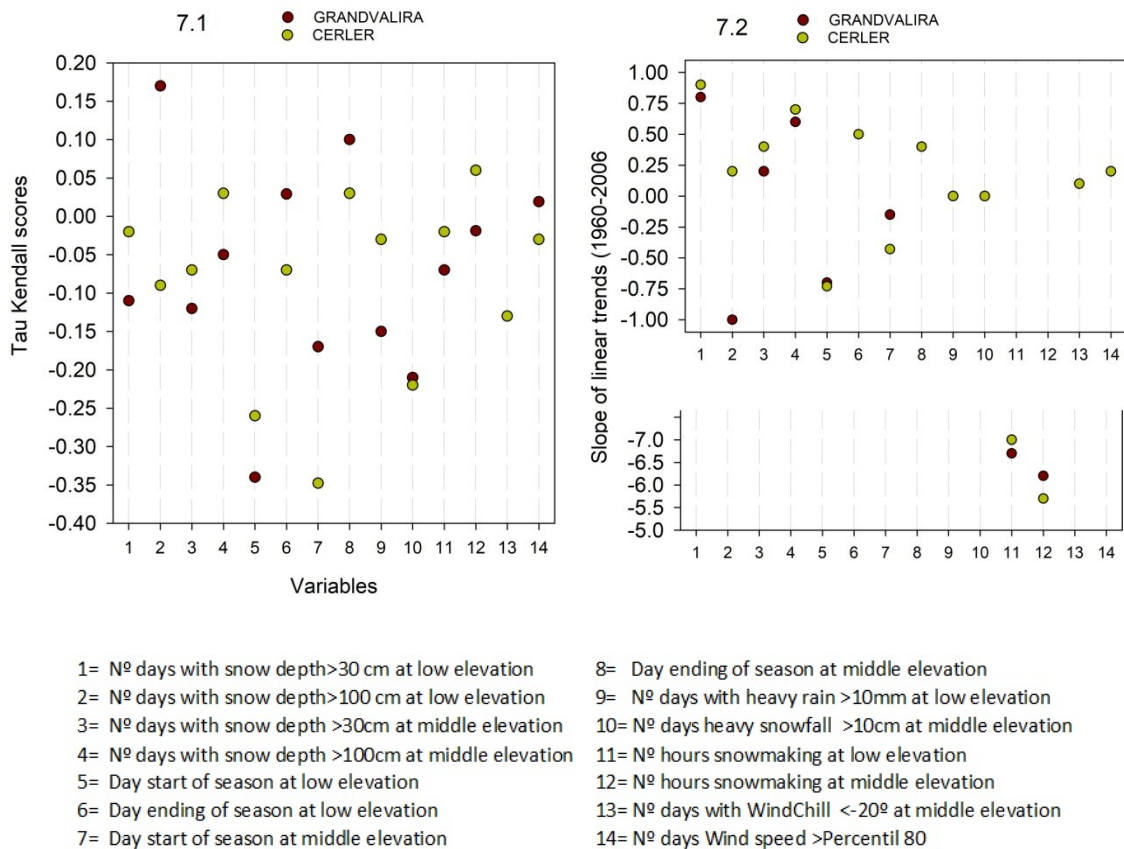 7.1
GRANDVALIRA
CERLER
Tau Kendall scores
0.20
0.15
0.10
0.05
0.00
-0.05
-0.10
-0.15
-0.20
-0.25
-0.30
-0.35
-0.40
1 2 3 4 5 6 7 8 9 10 11 12 13 14
Variables
7.2
GRANDVALIRA
CERLER
Slope of linear trends (1960-2006
1.00
0.75
0.50
0.25
0.00
-0.25
-0.50
-0.75
-1.00
1 2 3 4 5 6 7 8 9 10 11 12 13 14
-7.0
-6.5
-6.0
-5.5
-5.0
1 2 3 4 5 6 7 8 9 10 11 12 13 14
1= Nº days with snow depth>30 cm at low elevation
2= Nº days with snow depth>100 cm at low elevation
3= Nº days with snow depth >30cm at middle elevation
4= Nº days with snow depth >100cm at middle elevation
5= Day start of season at low elevation
6= Day ending of season at low elevation
7= Day start of season at middle elevation
8= Day ending of season at middle elevation
9= Nº days with heavy rain >10mm at low elevation
10= Nº days heavy snowfall >10cm at middle elevation
11= Nº hours snowmaking at low elevation
12= Nº hours snowmaking at middle elevation
13= Nº days with WindChill <-20º at middle elevation
14= Nº days Wind speed >Percentil 80